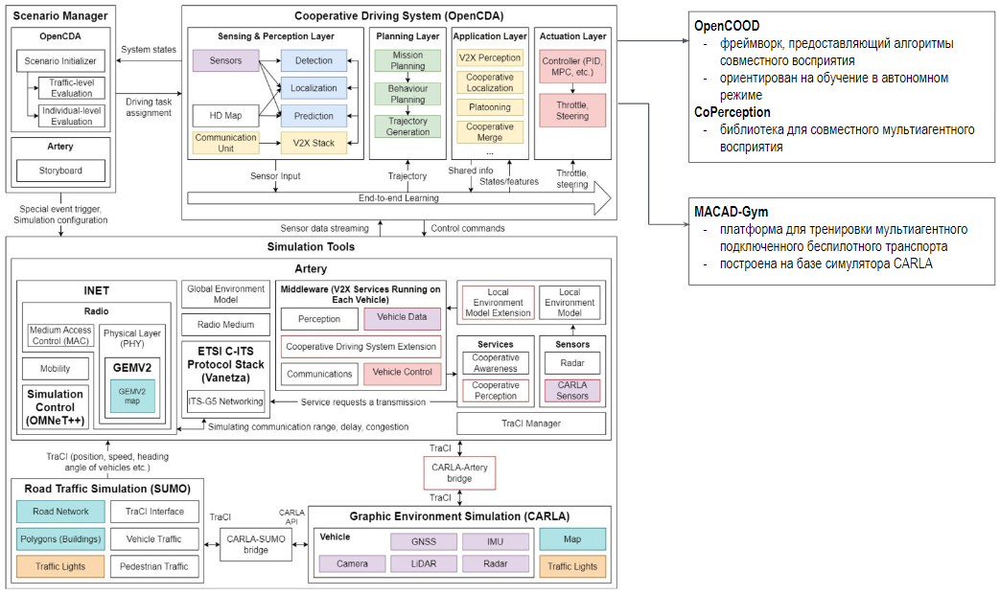 Scenario Manager
OpenCDA
Scenario Initializer
Traffic-level
Evaluation
Individual-level
Evaluation
Artery
Storyboard
System states
Driving task
assignment
Special event trigger,
Simulation configuration
Cooperative Driving System (OpenCDA)
Sensing & Perception Layer
Sensors
HD Map
Communication
Unit
Detection
Localization
Prediction
V2X Stack
Planning Layer
Mission
Planning
Behaviour
Planning
Trajectory
Generation
Application Layer
V2X Perception
Cooperative
Localization
Platooning
Cooperative
Merge
...
Actuation Layer
Controller (PID,
MPC, etc.)
Throttle,
Steering
Sensor Input
Trajectory
Shared info
States/features
Throttle,
steering
End-to-end Learning
Sensor data streaming
Control commands
OpenCOOD
- фреймворк, предоставляющий алгоритмы
совместного восприятия
- ориентирован на обучение в автономном
режиме
CoPerception
- библиотека для совместного мультиагентного
восприятия
MACAD-Gym
- платформа для тренировки мультиагентного
подключенного беспилотного транспорта
- построена на базе симулятора CARLA
Simulation Tools
Artery
INET
Radio
Medium Access
Control (MAC)
Physical Layer
(PHY)
Mobility
GEMV2
GEMV2
map
Simulation
Control
(OMNeT++)
Global Environment
Model
Radio Medium
ETSI C-ITS
Protocol Stack
(Vanetza)
ITS-G5 Networking
Middleware (V2X Services Running on
Each Vehicle)
Perception
Vehicle Data
Cooperative Driving System Extension
Communications
Vehicle Control
Local
Environment
Model Extension
Local
Environment
Model
Services
Cooperative
Awareness
Cooperative
Perception
Sensors
Radar
CARLA
Sensors
Service requests a transmission
Simulating communication range, delay, congestion
TraCI Manager
TraCI (position, speed, heading
angle of vehicles etc.)
TraCI
CARLA-Artery
bridge
TraCI
Road Traffic Simulation (SUMO)
Road Network
TraCI Interface
Polygons (Buildings)
Vehicle Traffic
Traffic Lights
Pedestrian Traffic
TraCI
CARLA-SUMO
bridge
CARLA
API
Graphic Environment Simulation (CARLA)
Vehicle
GNSS
IMU
Camera
LiDAR
Radar
Map
Traffic Lights